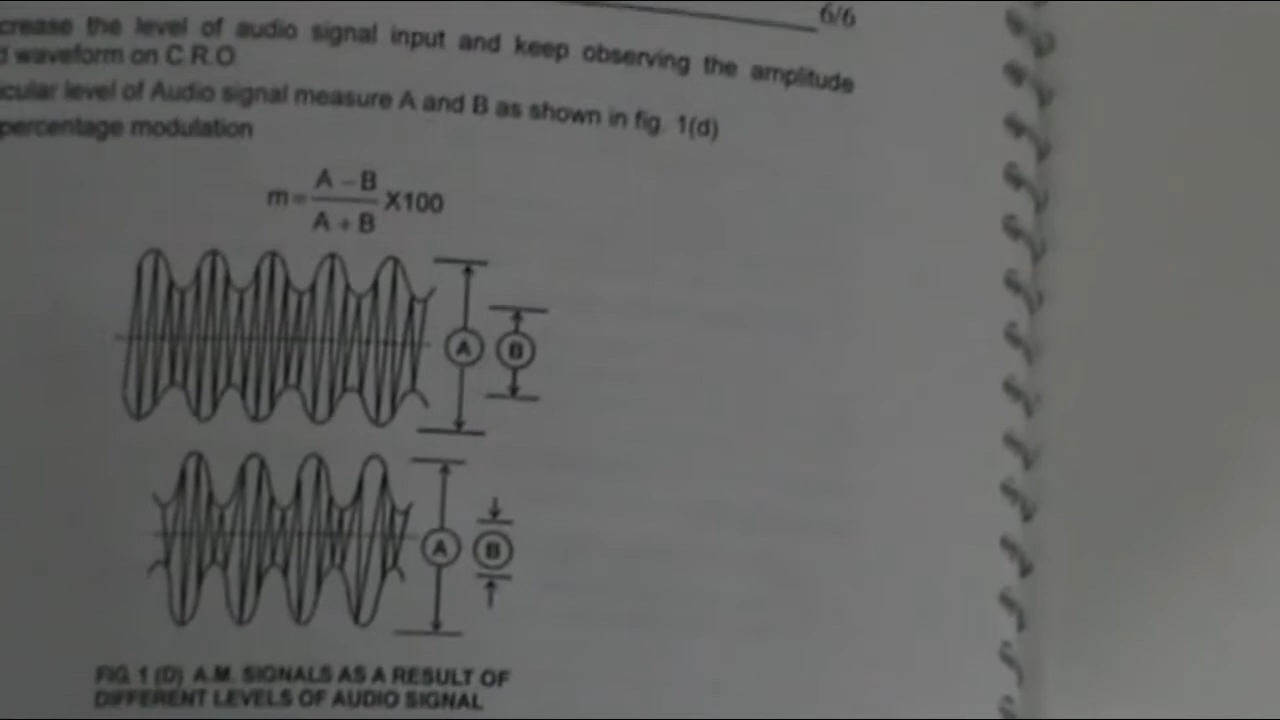 6/6
crease the level of audio signal input and keep observing the amplitude
d waveform on C.R.O.
icular level of Audio signal measure A and B as shown in fig. 1(d)
percentage modulation
m = A - B / A + B X100
A B
A B
FIG. 1 (D) A.M. SIGNALS AS A RESULT OF
DIFFERENT LEVELS OF AUDIO SIGNAL